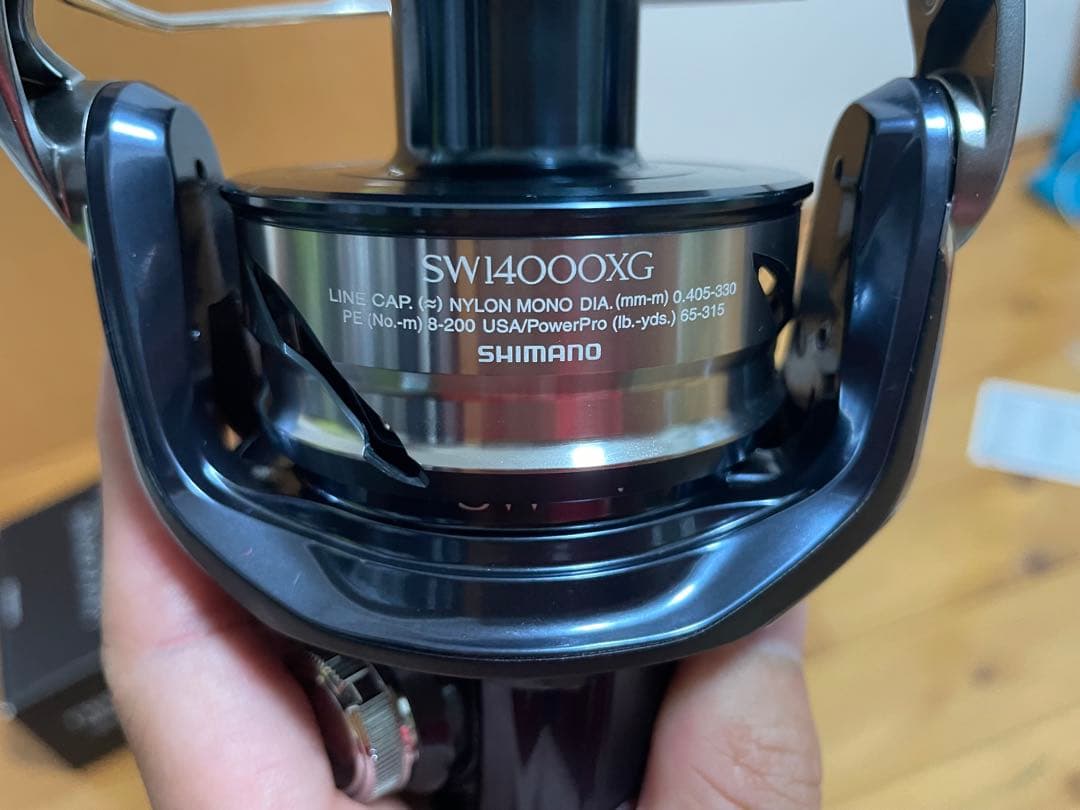 SW14000XG
LINE CAP. (≈) NYLON MONO DIA. (mm-m) 0.405-330
PE (No.-m) 8-200 USA/PowerPro (lb.-yds.) 65-315
SHIMANO